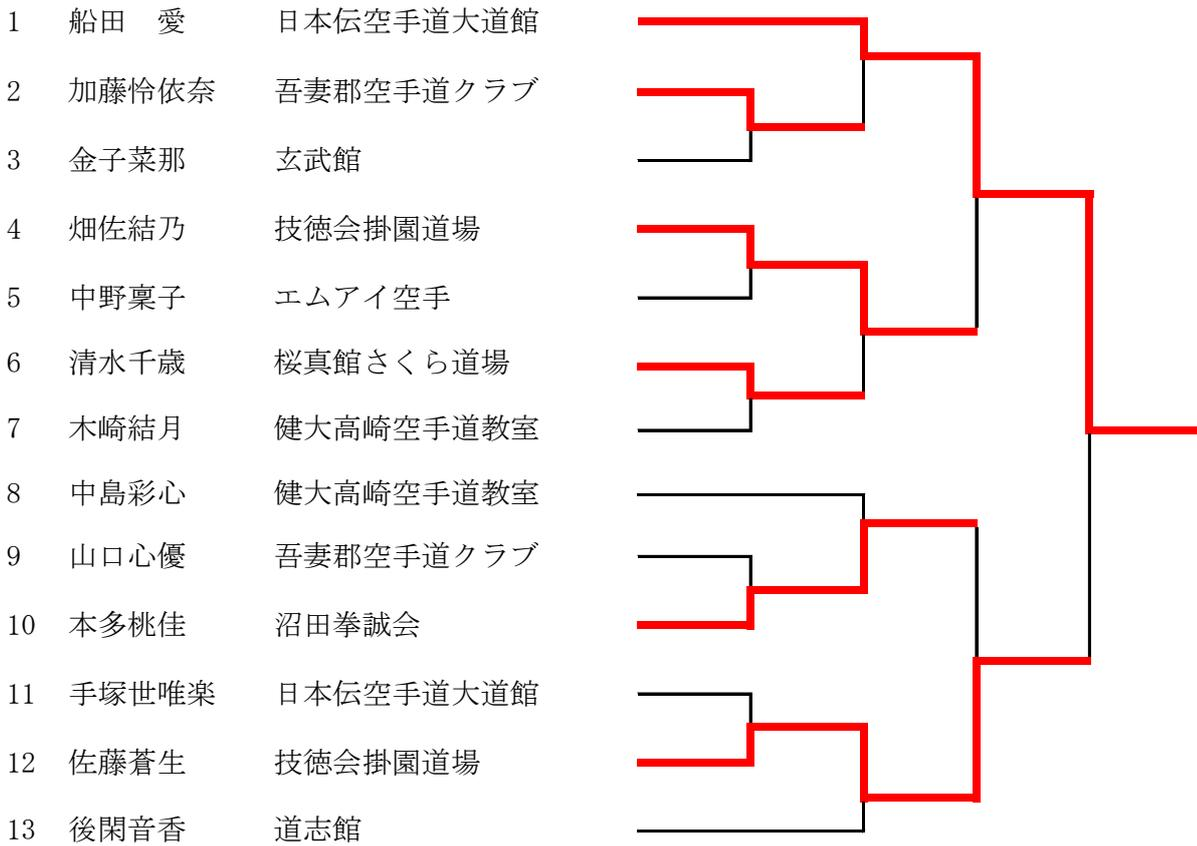 1 船田　愛 日本伝空手道大道館
2 加藤怜依奈 吾妻郡空手道クラブ
3 金子菜那 玄武館
4 畑佐結乃 技徳会掛園道場
5 中野稟子 エムアイ空手
6 清水千歳 桜真館さくら道場
7 木崎結月 健大高崎空手道教室
8 中島彩心 健大高崎空手道教室
9 山口心優 吾妻郡空手道クラブ
10 本多桃佳 沼田拳誠会
11 手塚世唯楽 日本伝空手道大道館
12 佐藤蒼生 技徳会掛園道場
13 後閑音香 道志館